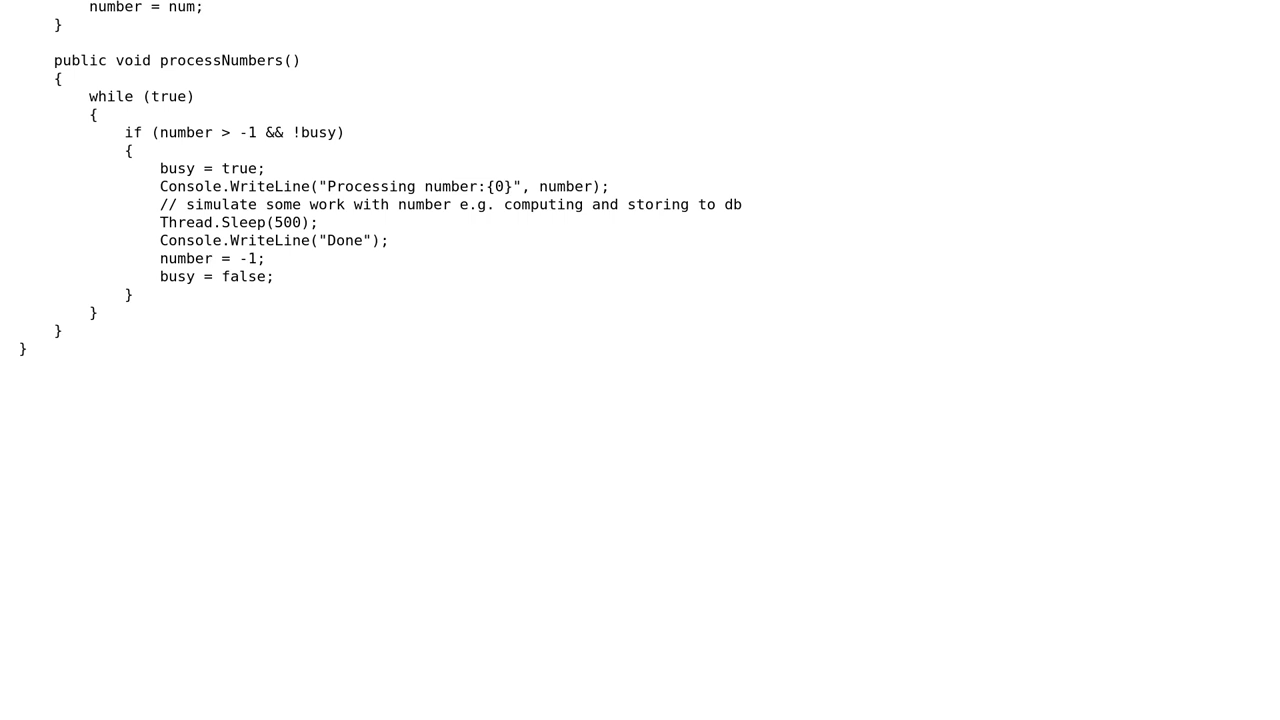 number = num;
    }

    public void processNumbers()
    {
        while (true)
        {
            if (number > -1 && !busy)
            {
                busy = true;
                Console.WriteLine("Processing number:{0}", number);
                // simulate some work with number e.g. computing and storing to db
                Thread.Sleep(500);
                Console.WriteLine("Done");
                number = -1;
                busy = false;
            }
        }
    }
}